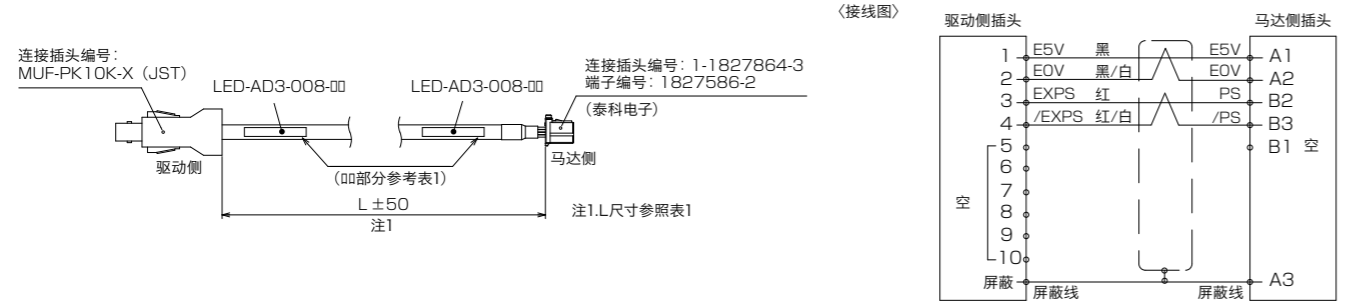 连接插头编号:
MUF-PK10K-X（JST）
LED-AD3-008-□□
LED-AD3-008-□□
连接插头编号: 1-1827864-3
端子编号: 1827586-2
（泰科电子）
驱动侧
马达侧
（□□部分参考表1）
L±50
注1
注1.L尺寸参照表1
〈接线图〉
驱动侧插头
马达侧插头
1 E5V 黑 E5V A1
2 E0V 黑/白 E0V A2
3 EXPS 红 PS B2
4 /EXPS 红/白 /PS B3
5 B1 空
6
7
空 8
9
10
屏蔽 屏蔽线 屏蔽线 A3